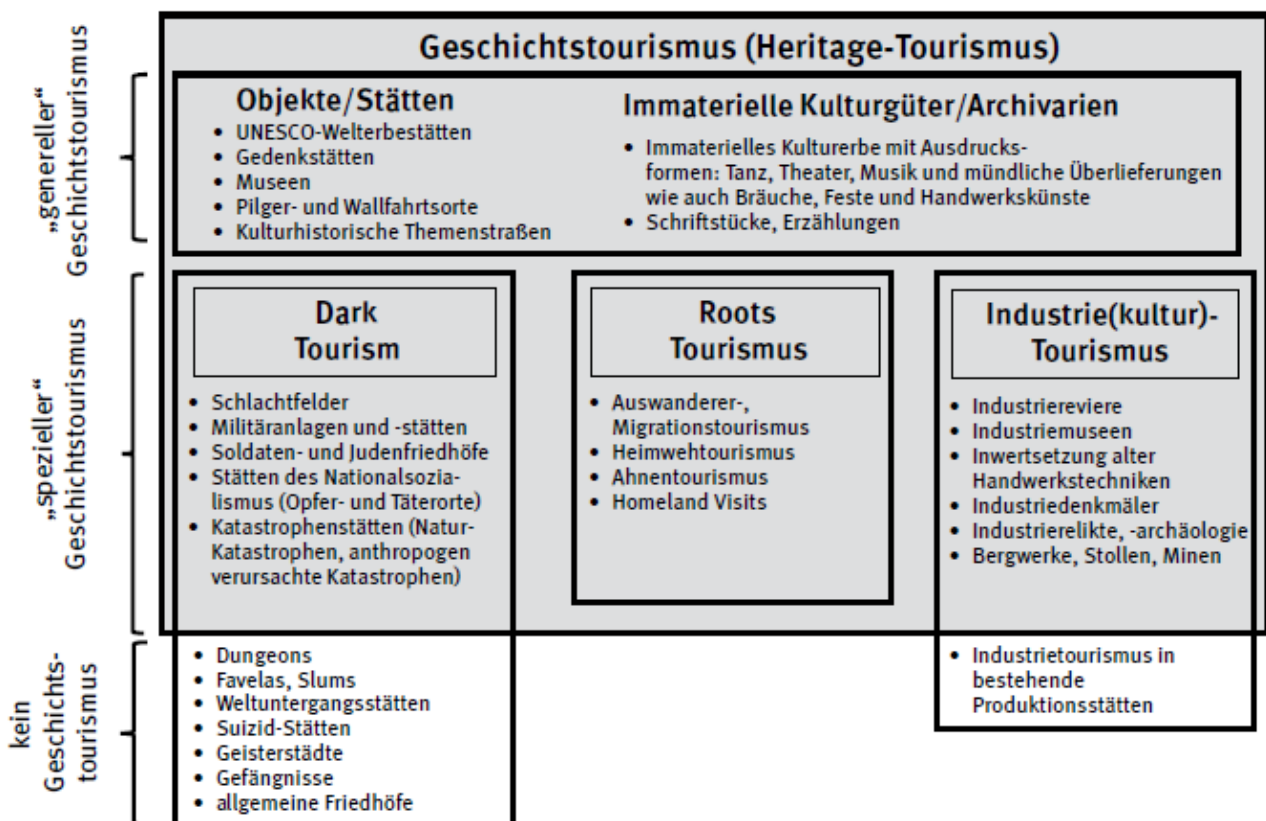 Geschichtstourismus (Heritage-Tourismus)
„genereller“
Geschichtstourismus
Objekte/Stätten
• UNESCO-Welterbestätten
• Gedenkstätten
• Museen
• Pilger- und Wallfahrtsorte
• Kulturhistorische Themenstraßen
Immaterielle Kulturgüter/Archivarien
• Immaterielles Kulturerbe mit Ausdrucks-
formen: Tanz, Theater, Musik und mündliche Überlieferungen
wie auch Bräuche, Feste und Handwerkskünste
• Schriftstücke, Erzählungen
„spezieller“
Geschichtstourismus
Dark
Tourism
• Schlachtfelder
• Militäranlagen und -stätten
• Soldaten- und Judenfriedhöfe
• Stätten des Nationalsozia-
lismus (Opfer- und Täterorte)
• Katastrophenstätten (Natur-
Katastrophen, anthropogen
verursachte Katastrophen)
Roots
Tourismus
• Auswanderer-,
Migrationstourismus
• Heimwehtourismus
• Ahnentourismus
• Homeland Visits
Industrie(kultur)-
Tourismus
• Industriereviere
• Industriemuseen
• Inwertsetzung alter
Handwerkstechniken
• Industriedenkmäler
• Industrierelikte, -archäologie
• Bergwerke, Stollen, Minen
kein
Geschichts-
tourismus
• Dungeons
• Favelas, Slums
• Weltuntergangsstätten
• Suizid-Stätten
• Geisterstädte
• Gefängnisse
• allgemeine Friedhöfe
• Industrietourismus in
bestehende
Produktionsstätten